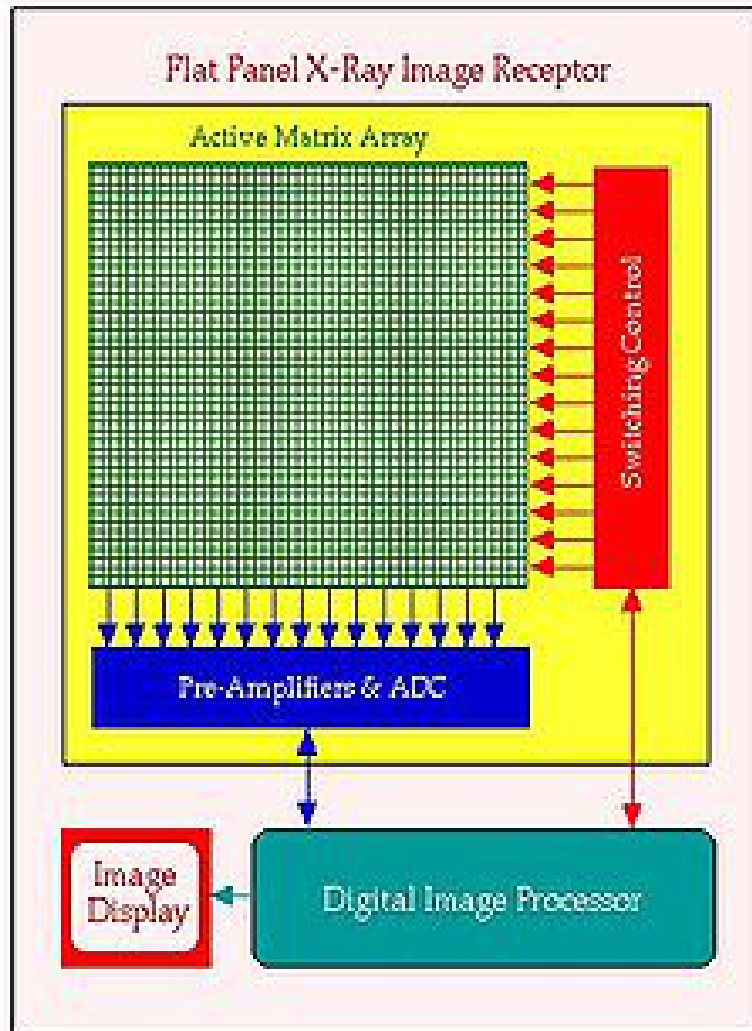 Flat Panel X-Ray Image Receptor
Active Matrix Array
Switching Control
Pre-Amplifiers & ADC
Image
Display
Digital Image Processor